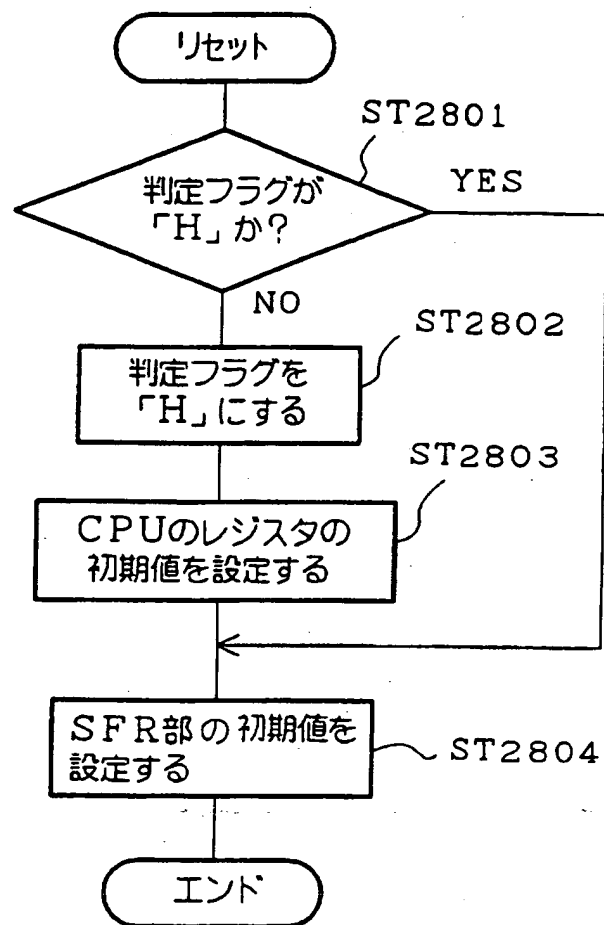 リセット
ST2801
判定フラグが
「H」か?
YES
NO
ST2802
判定フラグを
「H」にする
ST2803
CPUのレジスタの
初期値を設定する
SFR部の初期値を
設定する
ST2804
エンド